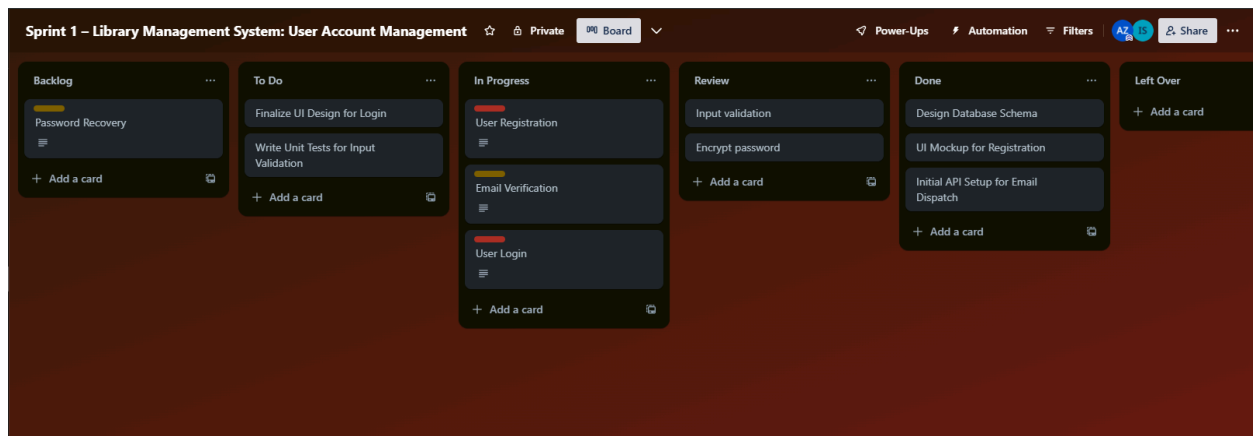 Sprint 1 – Library Management System: User Account Management
Private
Board
Power-Ups
Automation
Filters
AZ
IS
Share
Backlog
Password Recovery
+ Add a card
To Do
Finalize UI Design for Login
Write Unit Tests for Input
Validation
+ Add a card
In Progress
User Registration
Email Verification
User Login
+ Add a card
Review
Input validation
Encrypt password
+ Add a card
Done
Design Database Schema
UI Mockup for Registration
Initial API Setup for Email
Dispatch
+ Add a card
Left Over
+ Add a card